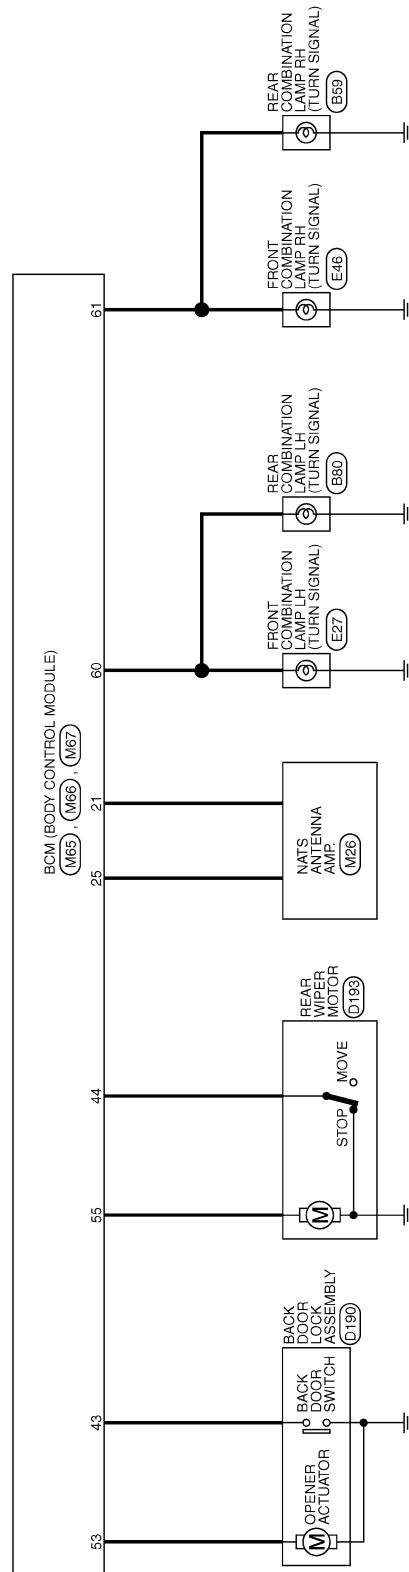 BCM (BODY CONTROL MODULE)
M65 , M66 , M67
53
43
55
44
25
21
60
61
BACK
DOOR
LOCK
ASSEMBLY
D190
OPENER
ACTUATOR
M
BACK
DOOR
SWITCH
REAR
WIPER
MOTOR
D193
M
STOP
MOVE
NATS
ANTENNA
AMP.
M26
FRONT
COMBINATION
LAMP LH
(TURN SIGNAL)
E27
REAR
COMBINATION
LAMP LH
(TURN SIGNAL)
B80
FRONT
COMBINATION
LAMP RH
(TURN SIGNAL)
E46
REAR
COMBINATION
LAMP RH
(TURN SIGNAL)
B59